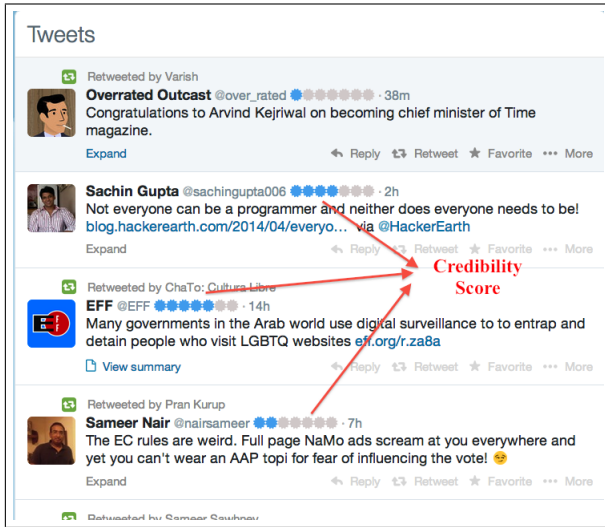 Tweets
Retweeted by Varish
Overrated Outcast @over_rated · 38m
Congratulations to Arvind Kejriwal on becoming chief minister of Time
magazine.
Expand Reply Retweet Favorite More
Sachin Gupta @sachingupta006 · 2h
Not everyone can be a programmer and neither does everyone needs to be!
blog.hackerearth.com/2014/04/everyo… via @HackerEarth
Expand Reply Retweet Favorite More
Credibility
Score
Retweeted by ChaTo: Cultura Libre
EFF @EFF · 14h
Many governments in the Arab world use digital surveillance to to entrap and
detain people who visit LGBTQ websites eff.org/r.za8a
View summary Reply Retweet Favorite More
Retweeted by Pran Kurup
Sameer Nair @nairsameer · 7h
The EC rules are weird. Full page NaMo ads scream at you everywhere and
yet you can't wear an AAP topi for fear of influencing the vote! 😏
Expand Reply Retweet Favorite More
Retweeted by Sameer Sawhney